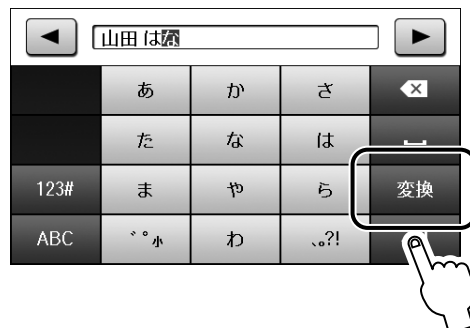 山田 はな
あ か さ
た な は
123# ま や ら 変換
ABC ゛゜小 わ 、。?!